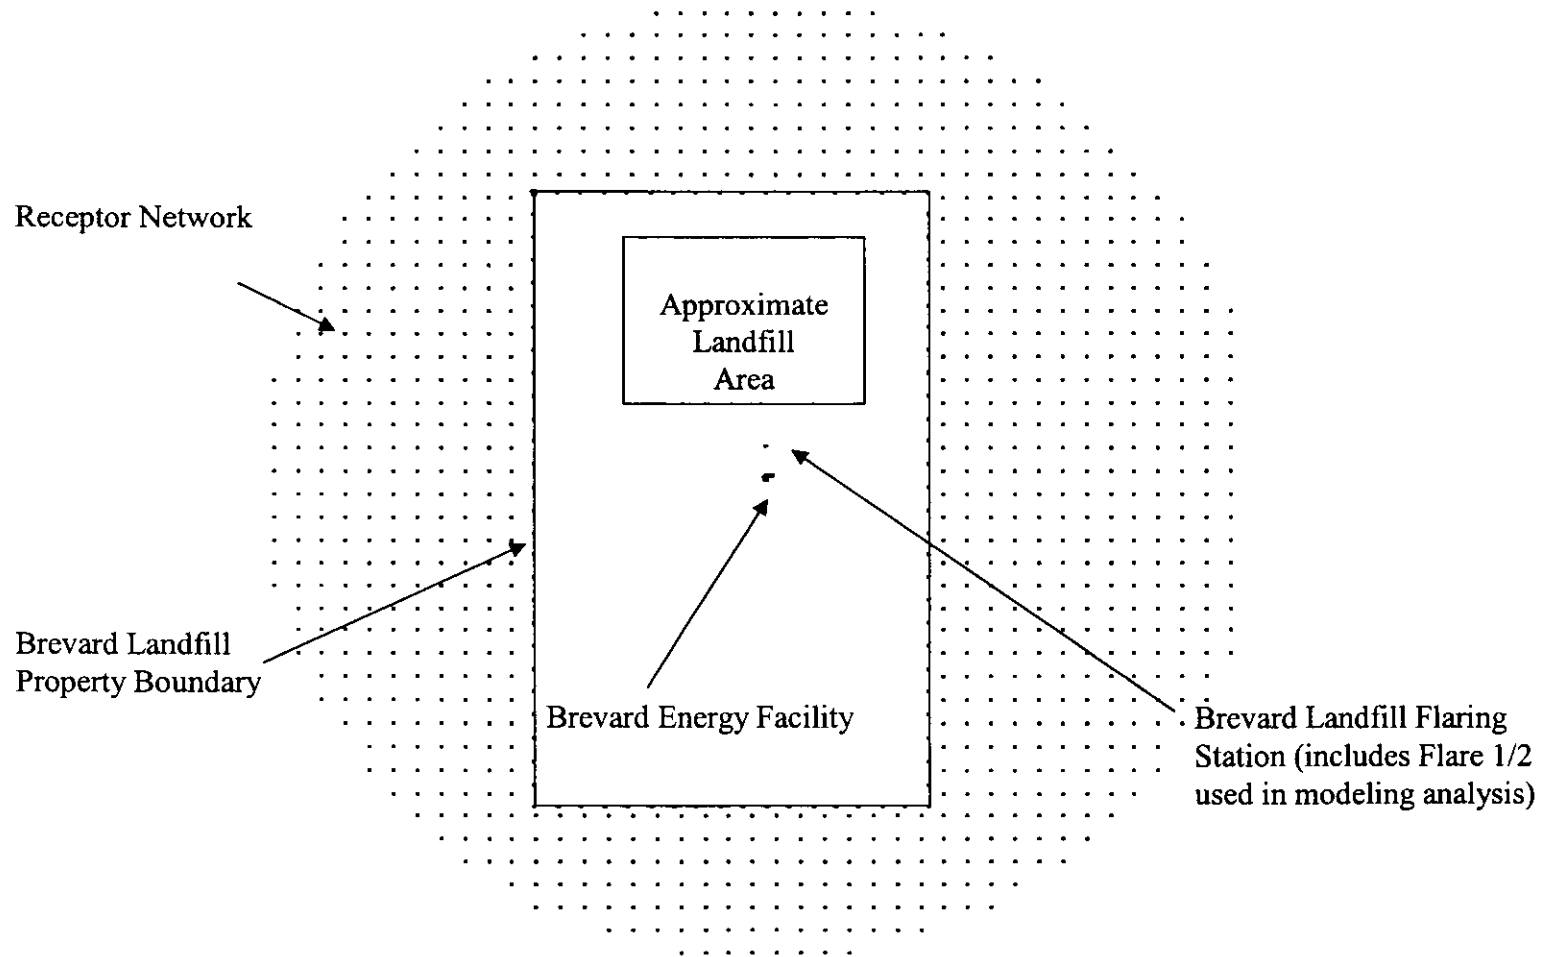 Receptor Network
Approximate
Landfill
Area
Brevard Landfill
Property Boundary
Brevard Energy Facility
Brevard Landfill Flaring
Station (includes Flare 1/2
used in modeling analysis)